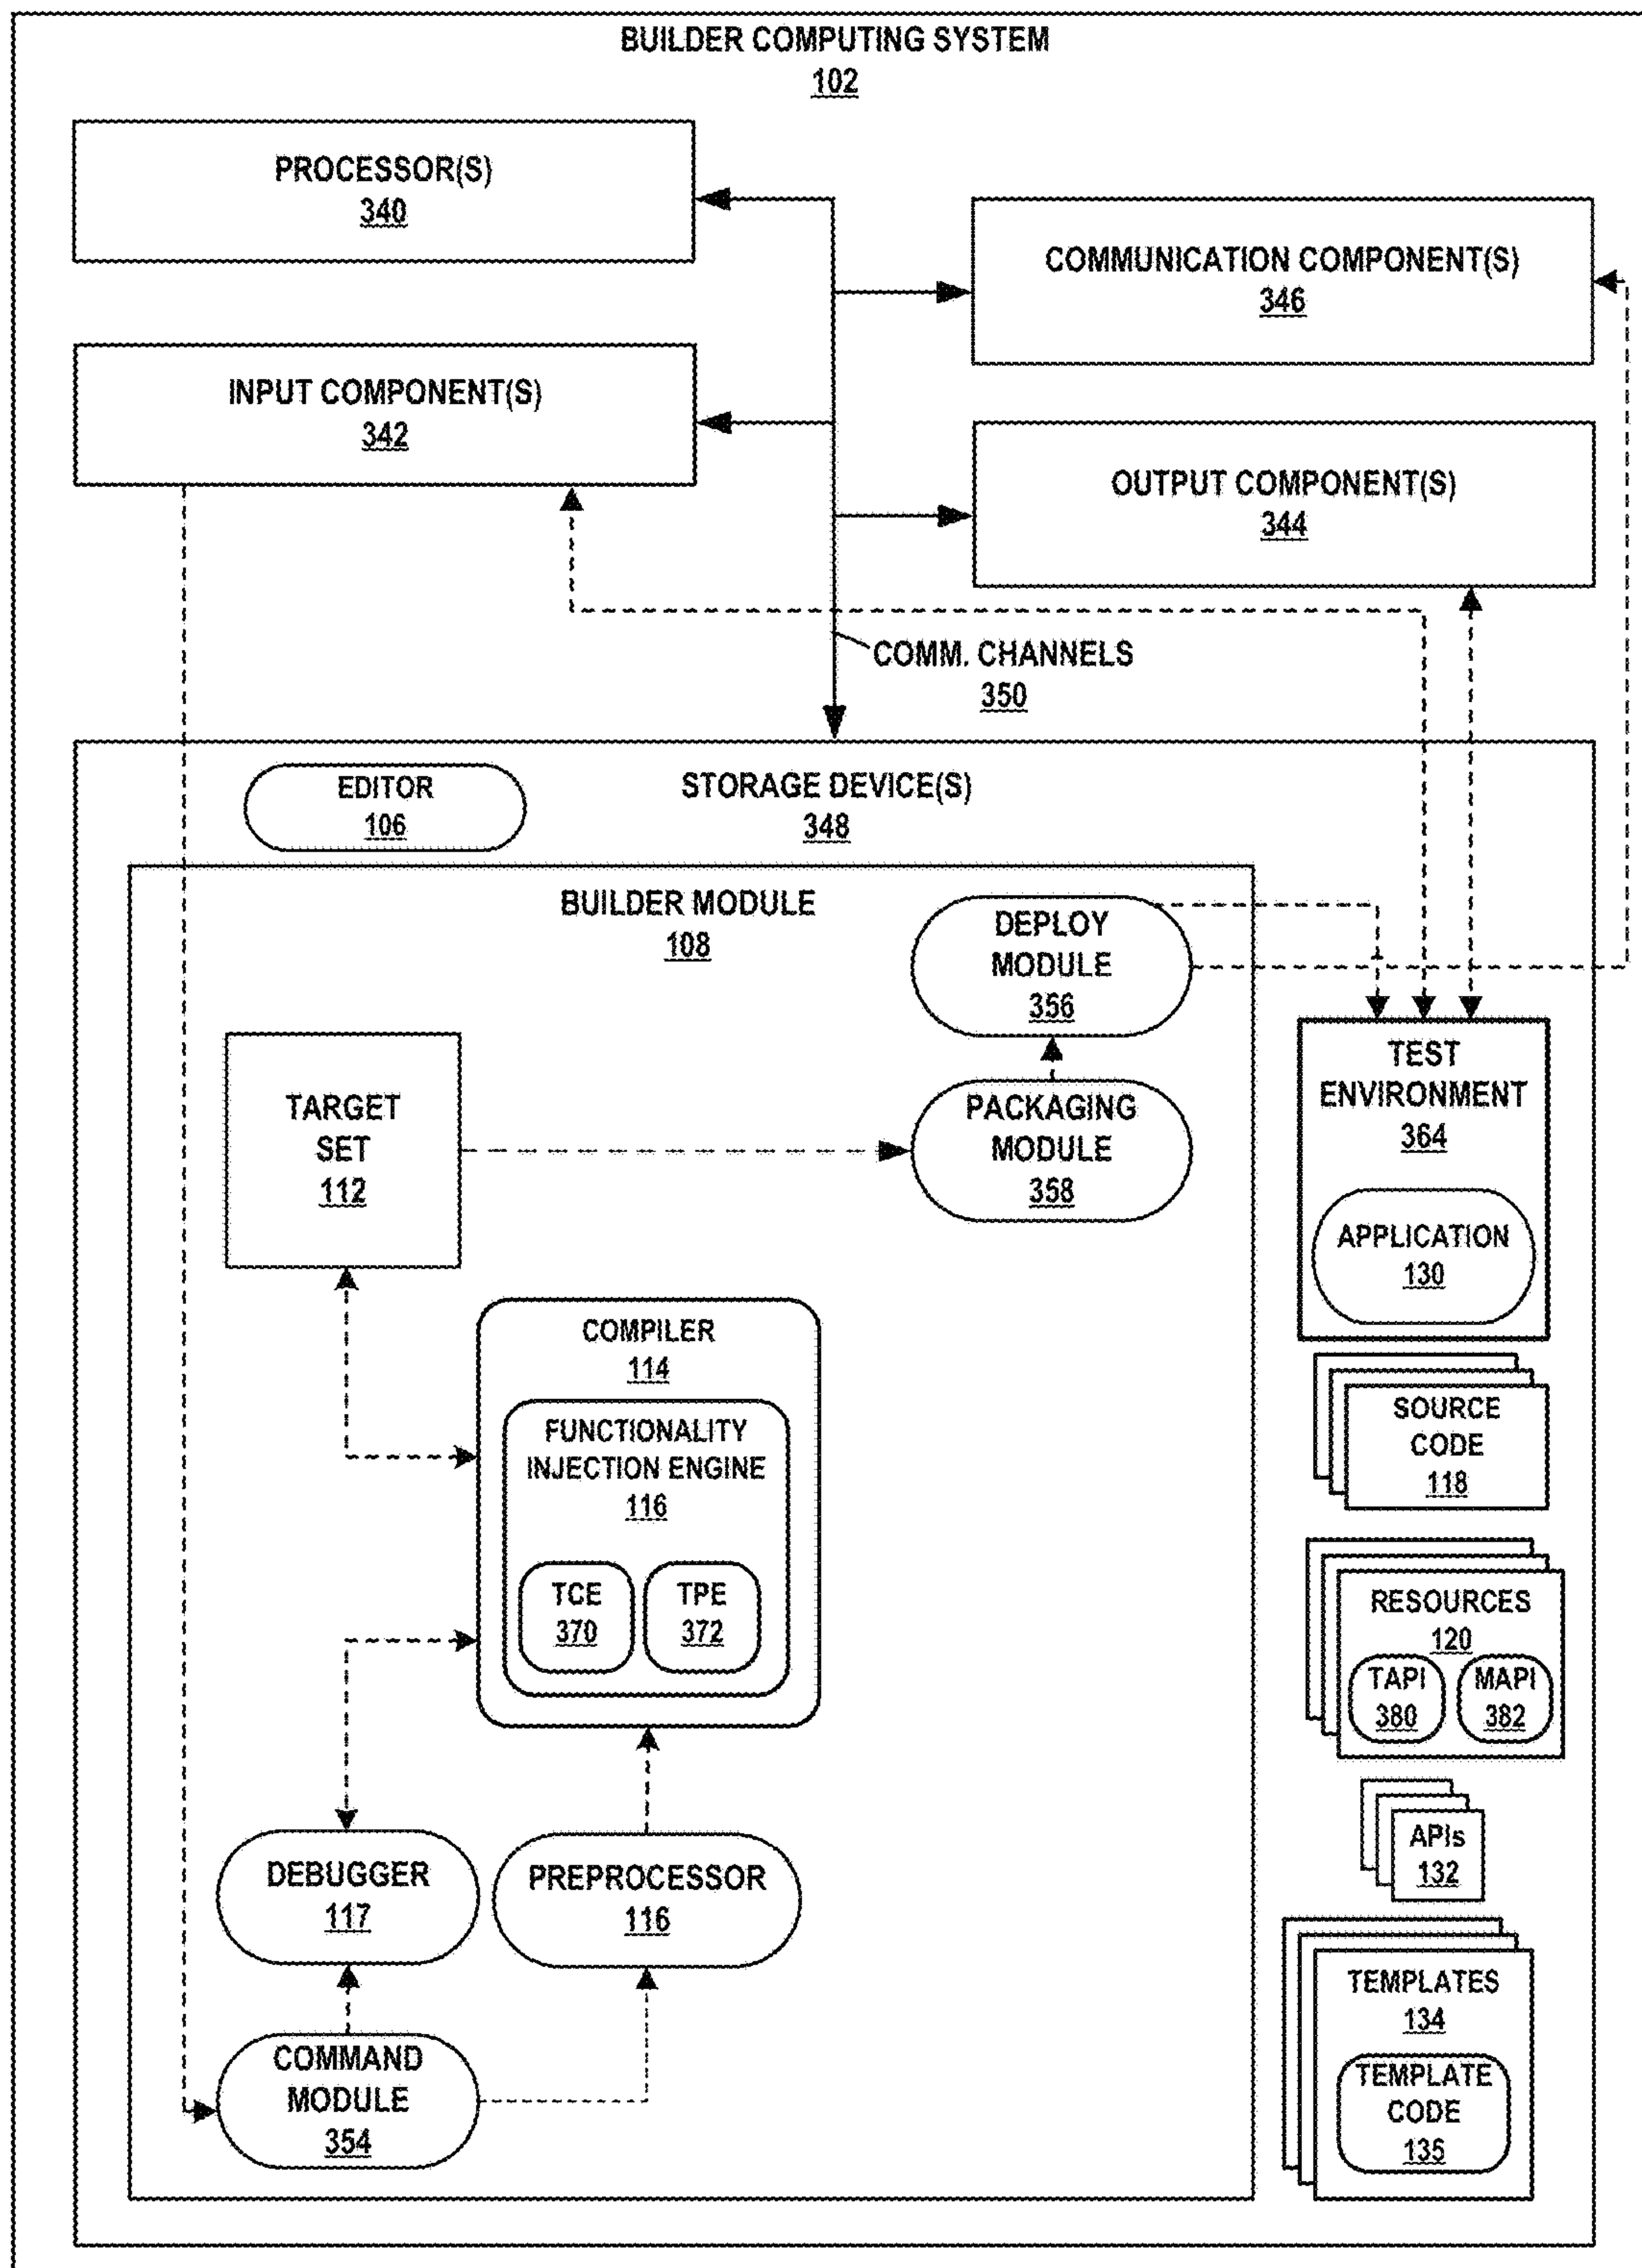 BUILDER COMPUTING SYSTEM
102
PROCESSOR(S)
340
COMMUNICATION COMPONENT(S)
346
INPUT COMPONENT(S)
342
OUTPUT COMPONENT(S)
344
COMM. CHANNELS
350
EDITOR
106
STORAGE DEVICE(S)
348
BUILDER MODULE
108
DEPLOY
MODULE
356
TARGET
SET
112
PACKAGING
MODULE
358
TEST
ENVIRONMENT
364
APPLICATION
130
COMPILER
114
FUNCTIONALITY
INJECTION ENGINE
116
TCE
370
TPE
372
SOURCE
CODE
118
RESOURCES
120
TAPI
380
MAPI
382
APIs
132
DEBUGGER
117
PREPROCESSOR
116
COMMAND
MODULE
354
TEMPLATES
134
TEMPLATE
CODE
135